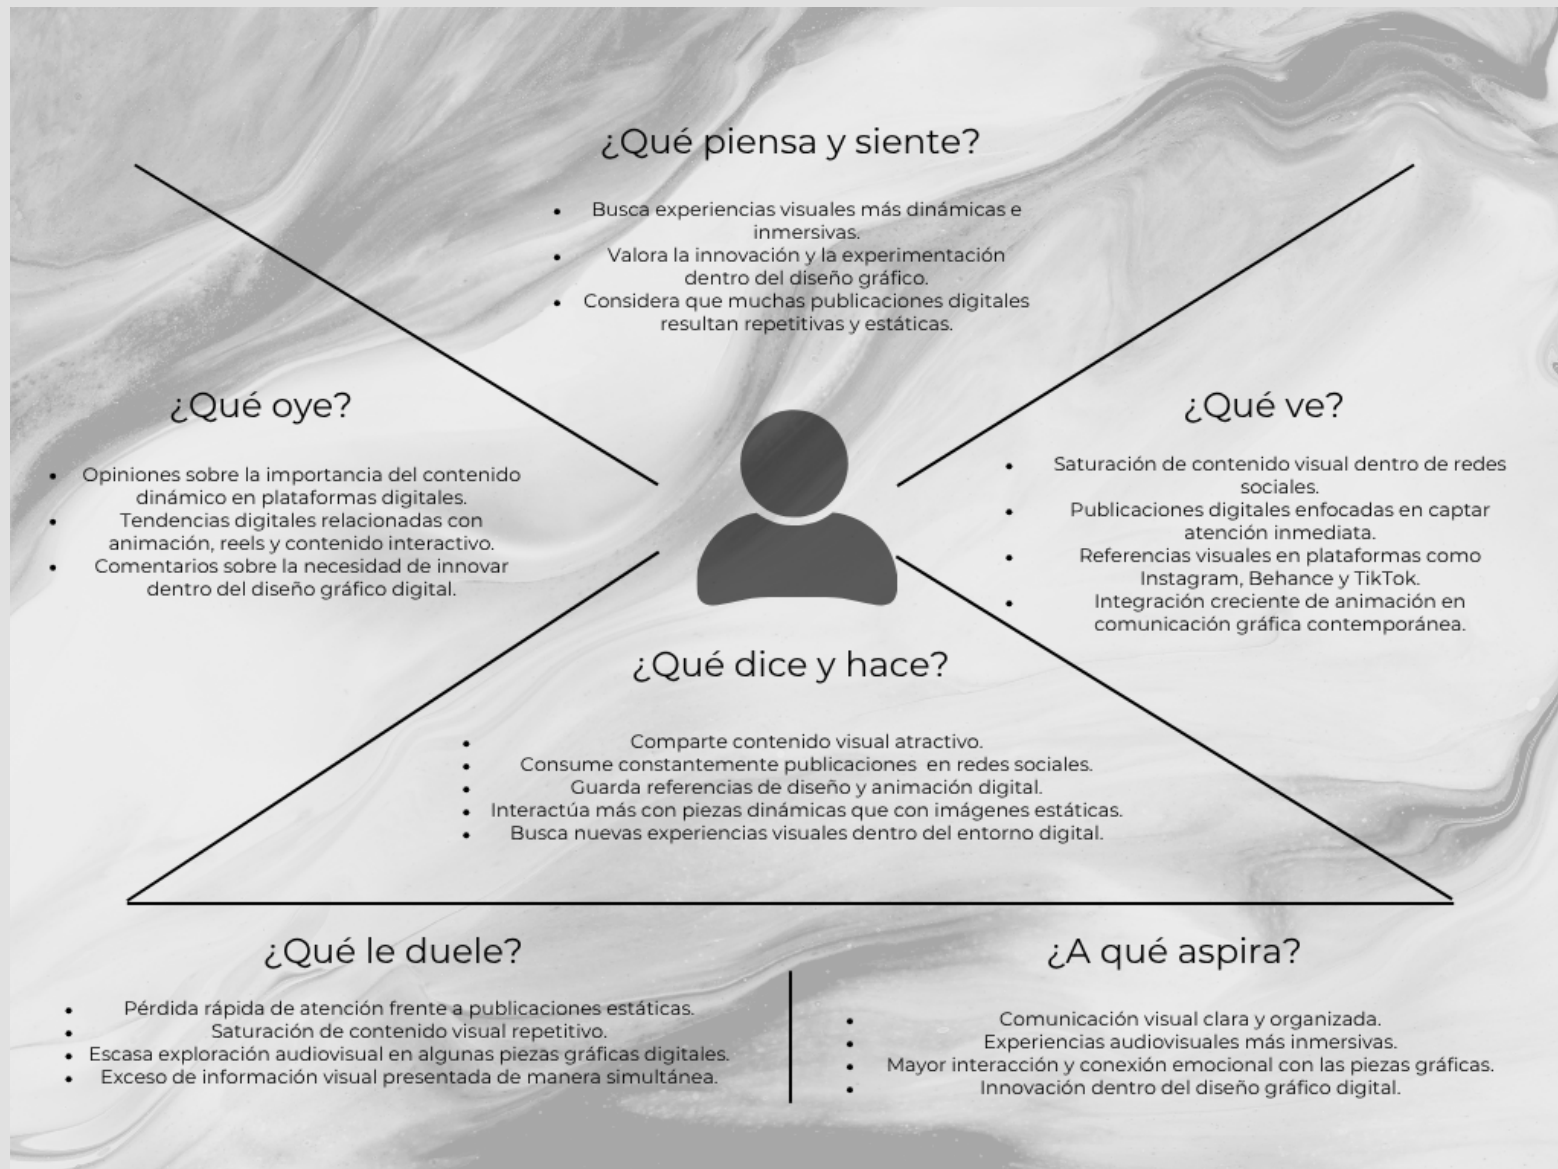 ¿Qué piensa y siente?
• Busca experiencias visuales más dinámicas e
inmersivas.
• Valora la innovación y la experimentación
dentro del diseño gráfico.
• Considera que muchas publicaciones digitales
resultan repetitivas y estáticas.
¿Qué oye?
• Opiniones sobre la importancia del contenido
dinámico en plataformas digitales.
• Tendencias digitales relacionadas con
animación, reels y contenido interactivo.
• Comentarios sobre la necesidad de innovar
dentro del diseño gráfico digital.
¿Qué ve?
• Saturación de contenido visual dentro de redes
sociales.
• Publicaciones digitales enfocadas en captar
atención inmediata.
• Referencias visuales en plataformas como
Instagram, Behance y TikTok.
• Integración creciente de animación en
comunicación gráfica contemporánea.
¿Qué dice y hace?
• Comparte contenido visual atractivo.
• Consume constantemente publicaciones en redes sociales.
• Guarda referencias de diseño y animación digital.
• Interactúa más con piezas dinámicas que con imágenes estáticas.
• Busca nuevas experiencias visuales dentro del entorno digital.
¿Qué le duele?
• Pérdida rápida de atención frente a publicaciones estáticas.
• Saturación de contenido visual repetitivo.
• Escasa exploración audiovisual en algunas piezas gráficas digitales.
• Exceso de información visual presentada de manera simultánea.
¿A qué aspira?
• Comunicación visual clara y organizada.
• Experiencias audiovisuales más inmersivas.
• Mayor interacción y conexión emocional con las piezas gráficas.
• Innovación dentro del diseño gráfico digital.